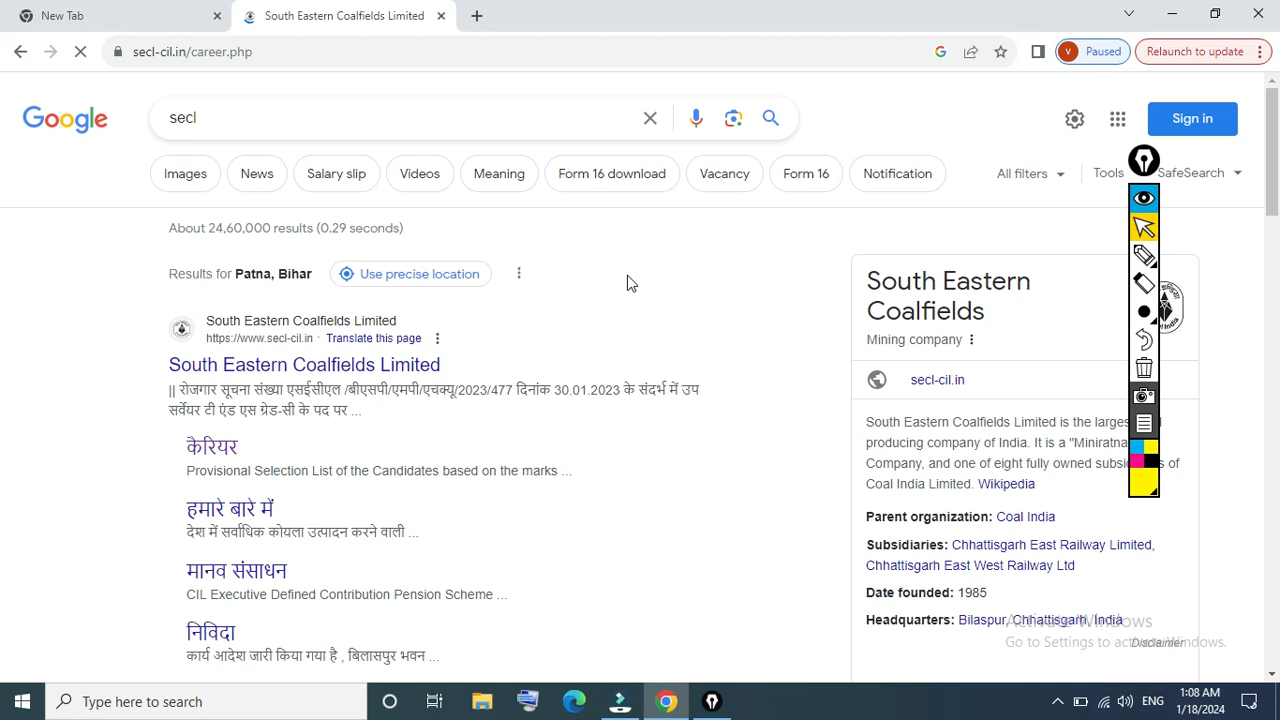 New Tab
South Eastern Coalfields Limited
secl-cil.in/career.php
Paused
Relaunch to update
Google
secl
Sign in
Images
News
Salary slip
Videos
Meaning
Form 16 download
Vacancy
Form 16
Notification
All filters
Tools
SafeSearch
About 24,60,000 results (0.29 seconds)
Results for Patna, Bihar
Use precise location
South Eastern Coalfields Limited
https://www.secl-cil.in · Translate this page
South Eastern Coalfields Limited
|| रोजगार सूचना संख्या एसईसीएल /बीएसपी/एमपी/एचक्यू/2023/477 दिनांक 30.01.2023 के संदर्भ में उप
सर्वेयर टी एंड एस ग्रेड-सी के पद पर ...
कैरियर
Provisional Selection List of the Candidates based on the marks ...
हमारे बारे में
देश में सर्वाधिक कोयला उत्पादन करने वाली ...
मानव संसाधन
CIL Executive Defined Contribution Pension Scheme ...
निविदा
कार्य आदेश जारी किया गया है , बिलासपुर भवन ...
South Eastern
Coalfields
Mining company
secl-cil.in
South Eastern Coalfields Limited is the
producing company of India. It is a "Miniratna
Company, and one of eight fully owned of
Coal India Limited. Wikipedia
Parent organization: Coal India
Subsidiaries: Chhattisgarh East Railway Limited,
Chhattisgarh East West Railway Ltd
Date founded: 1985
Headquarters: Bilaspur, Chhattisgarh, India
Activate Windows
Go to Settings to activate Windows.
Disclaimer
Type here to search
ENG
1:08 AM
1/18/2024